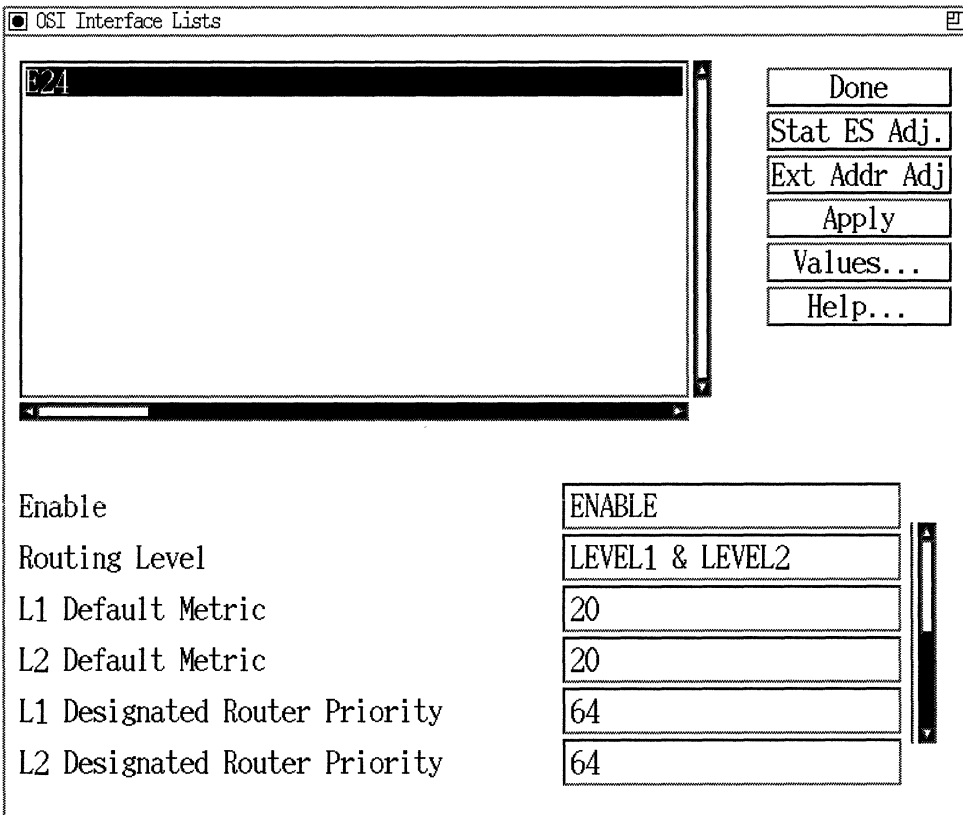 OSI Interface Lists
E24
Done
Stat ES Adj.
Ext Addr Adj
Apply
Values...
Help...
Enable
ENABLE
Routing Level
LEVEL1 & LEVEL2
L1 Default Metric
20
L2 Default Metric
20
L1 Designated Router Priority
64
L2 Designated Router Priority
64